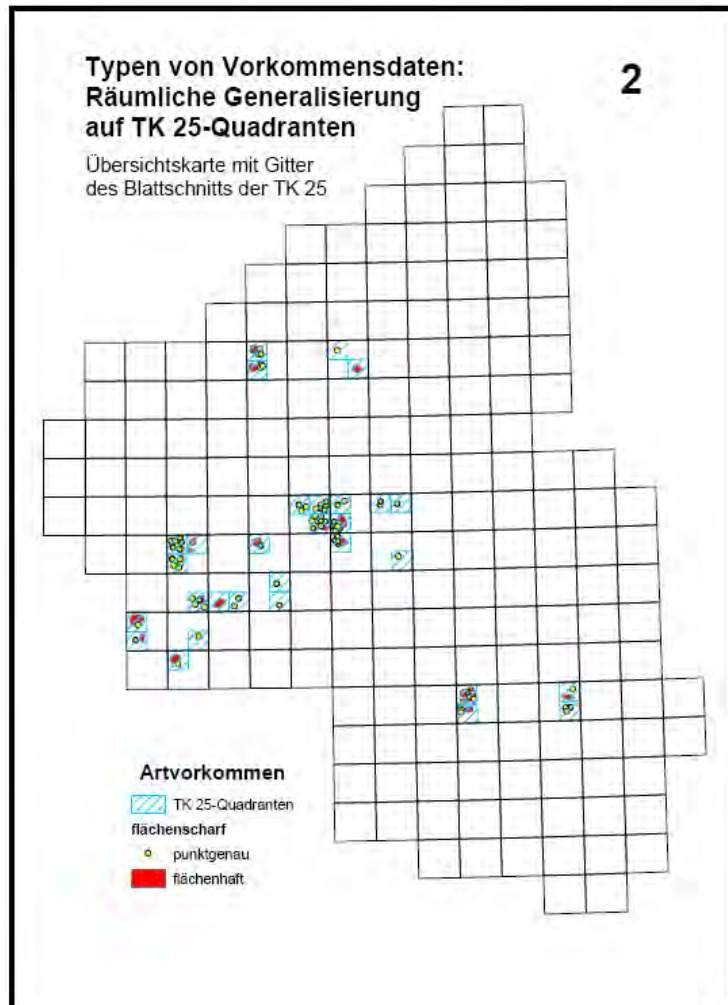 Typen von Vorkommensdaten:
Räumliche Generalisierung
auf TK 25-Quadranten
2
Übersichtskarte mit Gitter
des Blattschnitts der TK 25
Artvorkommen
TK 25-Quadranten
flächenscharf
punktgenau
flächenhaft